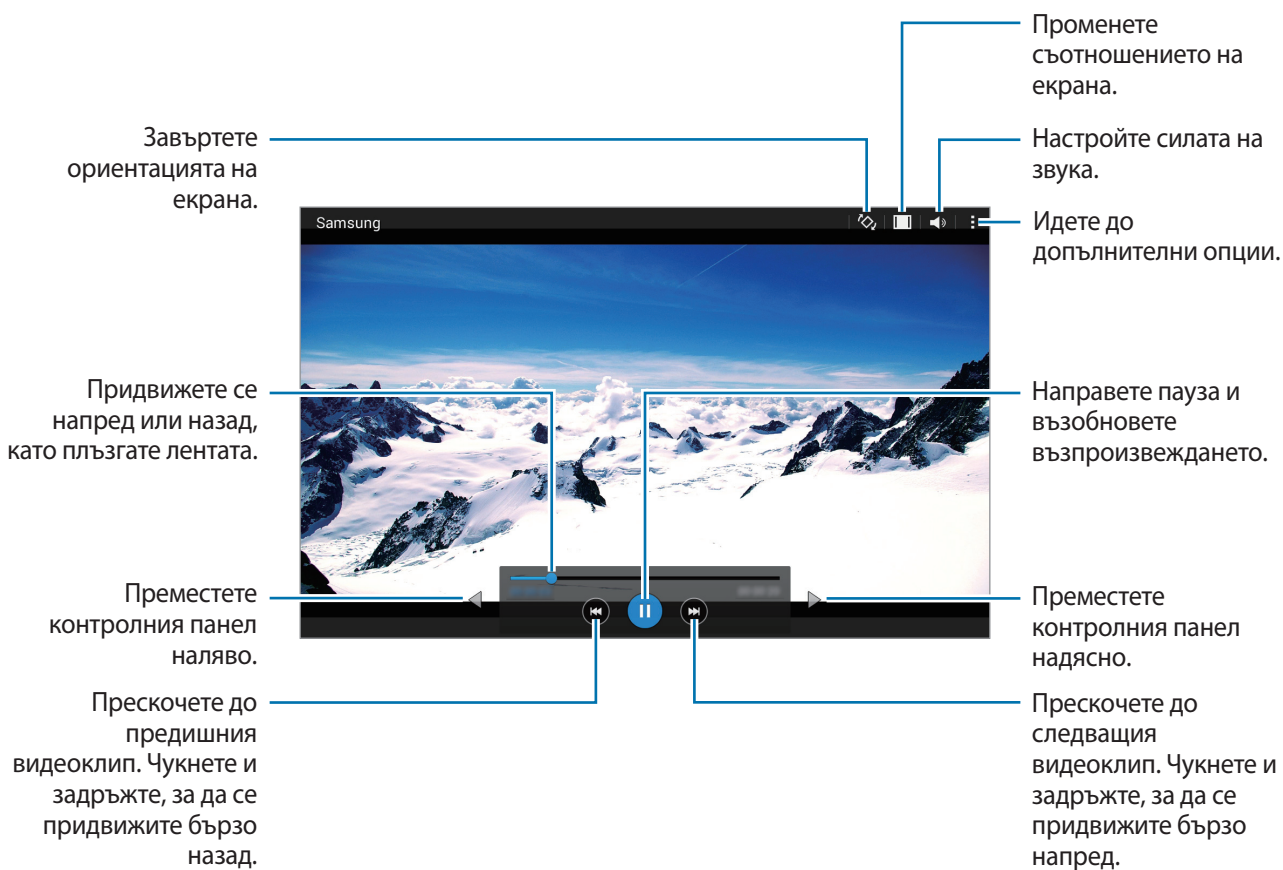 Променете
съотношението на
екрана.
Завъртете
ориентацията на
екрана.
Настройте силата на
звука.
Идете до
допълнителни опции.
Samsung
Придвижете се
напред или назад,
като плъзгате лентата.
Направете пауза и
възобновете
възпроизвеждането.
Преместете
контролния панел
наляво.
Преместете
контролния панел
надясно.
Прескочете до
предишния
видеоклип. Чукнете и
задръжте, за да се
придвижите бързо
назад.
Прескочете до
следващия
видеоклип. Чукнете и
задръжте, за да се
придвижите бързо
напред.